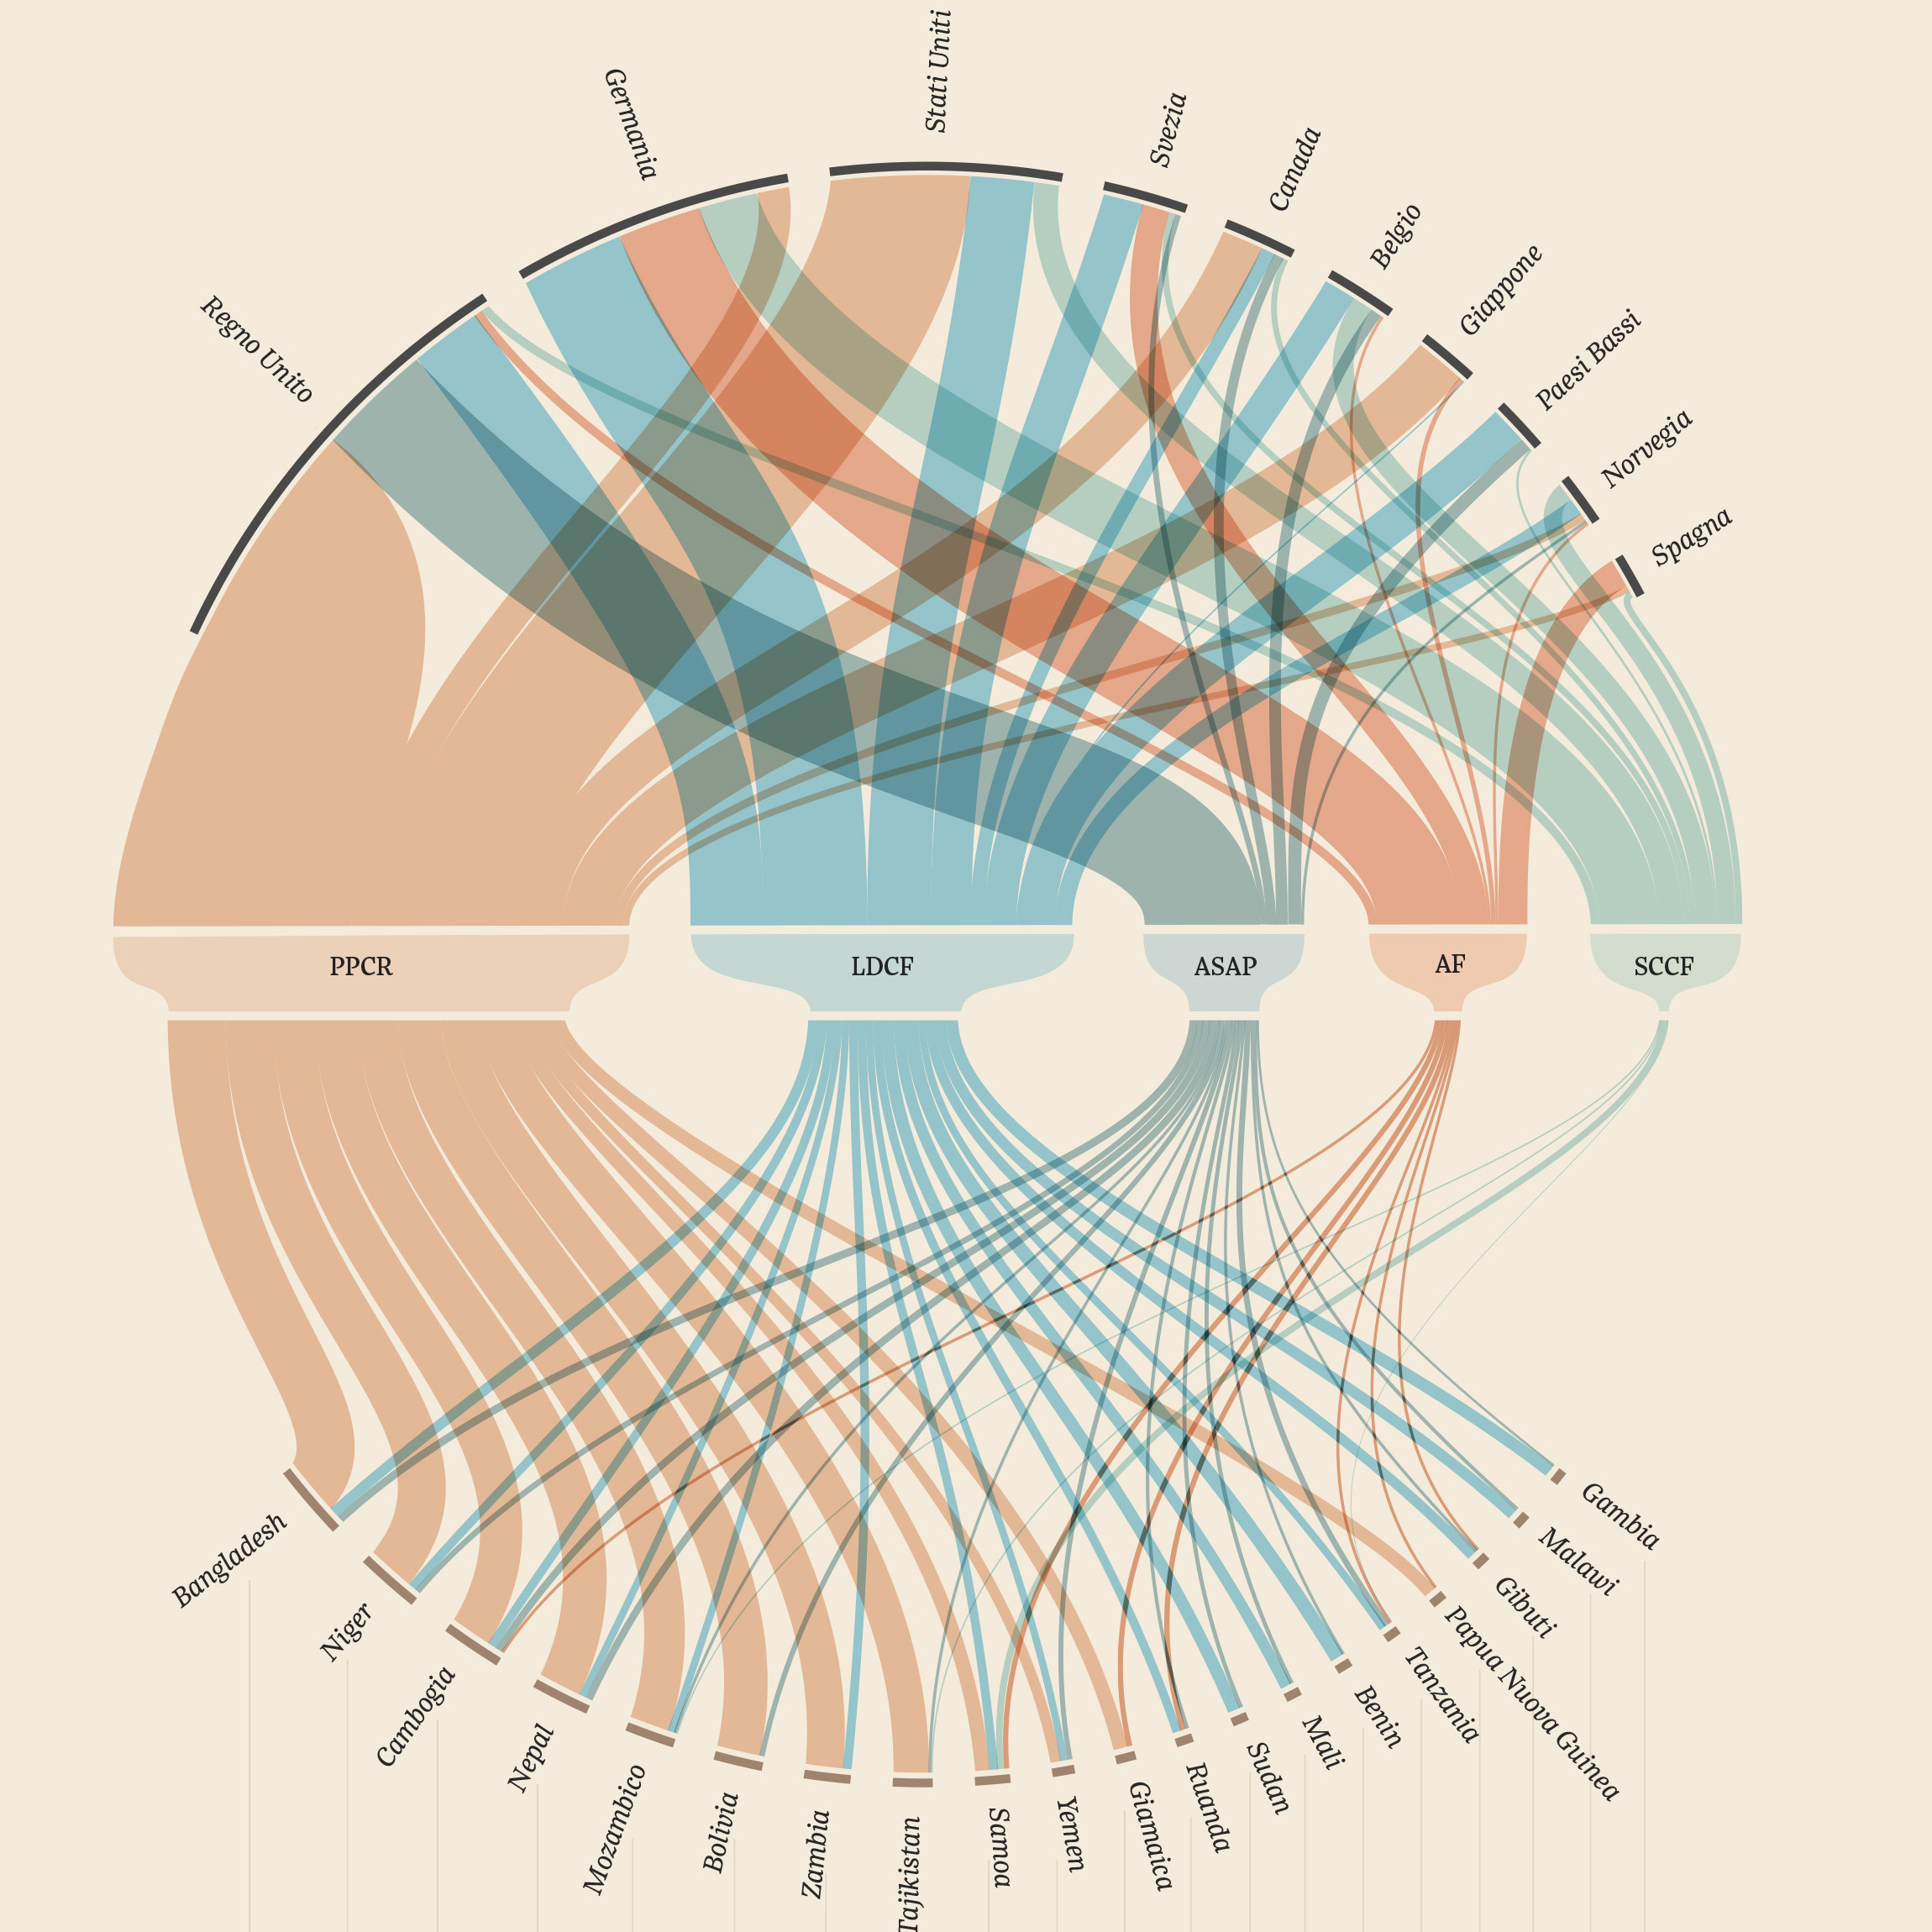 Regno Unito
Germania
Stati Uniti
Svezia
Canada
Belgio
Giappone
Paesi Bassi
Norvegia
Spagna
PPCR
LDCF
ASAP
AF
SCCF
Bangladesh
Niger
Cambogia
Nepal
Mozambico
Bolivia
Zambia
Tajikistan
Samoa
Yemen
Giamaica
Ruanda
Sudan
Mali
Benin
Tanzania
Papua Nuova Guinea
Gibuti
Malawi
Gambia